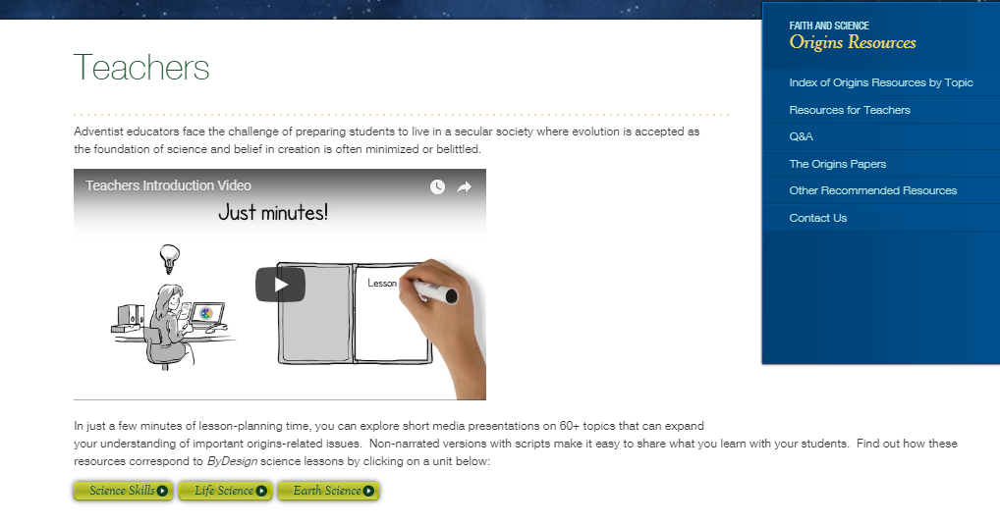 Teachers
Adventist educators face the challenge of preparing students to live in a secular society where evolution is accepted as
the foundation of science and belief in creation is often minimized or belittled.
Teachers Introduction Video
Just minutes!
Lesson
In just a few minutes of lesson-planning time, you can explore short media presentations on 60+ topics that can expand
your understanding of important origins-related issues.  Non-narrated versions with scripts make it easy to share what you learn with your students.  Find out how these
resources correspond to ByDesign science lessons by clicking on a unit below:
Science Skills
Life Science
Earth Science
FAITH AND SCIENCE
Origins Resources
Index of Origins Resources by Topic
Resources for Teachers
Q&A
The Origins Papers
Other Recommended Resources
Contact Us